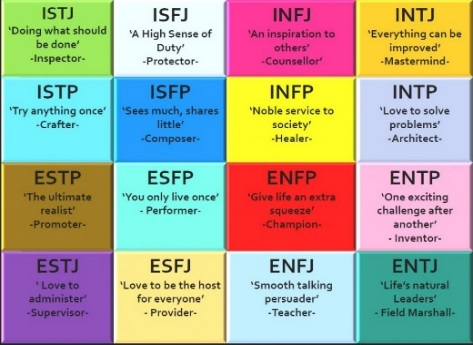 ISTJ
'Doing what should
be done'
-Inspector-
ISFJ
'A High Sense of
Duty'
-Protector-
INFJ
'An inspiration to
others'
-Counsellor'
INTJ
'Everything can be
improved'
-Mastermind-
ISTP
'Try anything once'
-Crafter-
ISFP
'Sees much, shares
little'
-Composer-
INFP
'Noble service to
society'
-Healer-
INTP
'Love to solve
problems'
-Architect-
ESTP
'The ultimate
realist'
-Promoter-
ESFP
'You only live once'
- Performer-
ENFP
'Give life an extra
squeeze'
-Champion-
ENTP
'One exciting
challenge after
another'
- Inventor-
ESTJ
' Love to
administer'
-Supervisor-
ESFJ
'Love to be the host
for everyone'
- Provider-
ENFJ
'Smooth talking
persuader'
-Teacher-
ENTJ
'Life's natural
Leaders'
- Field Marshall-